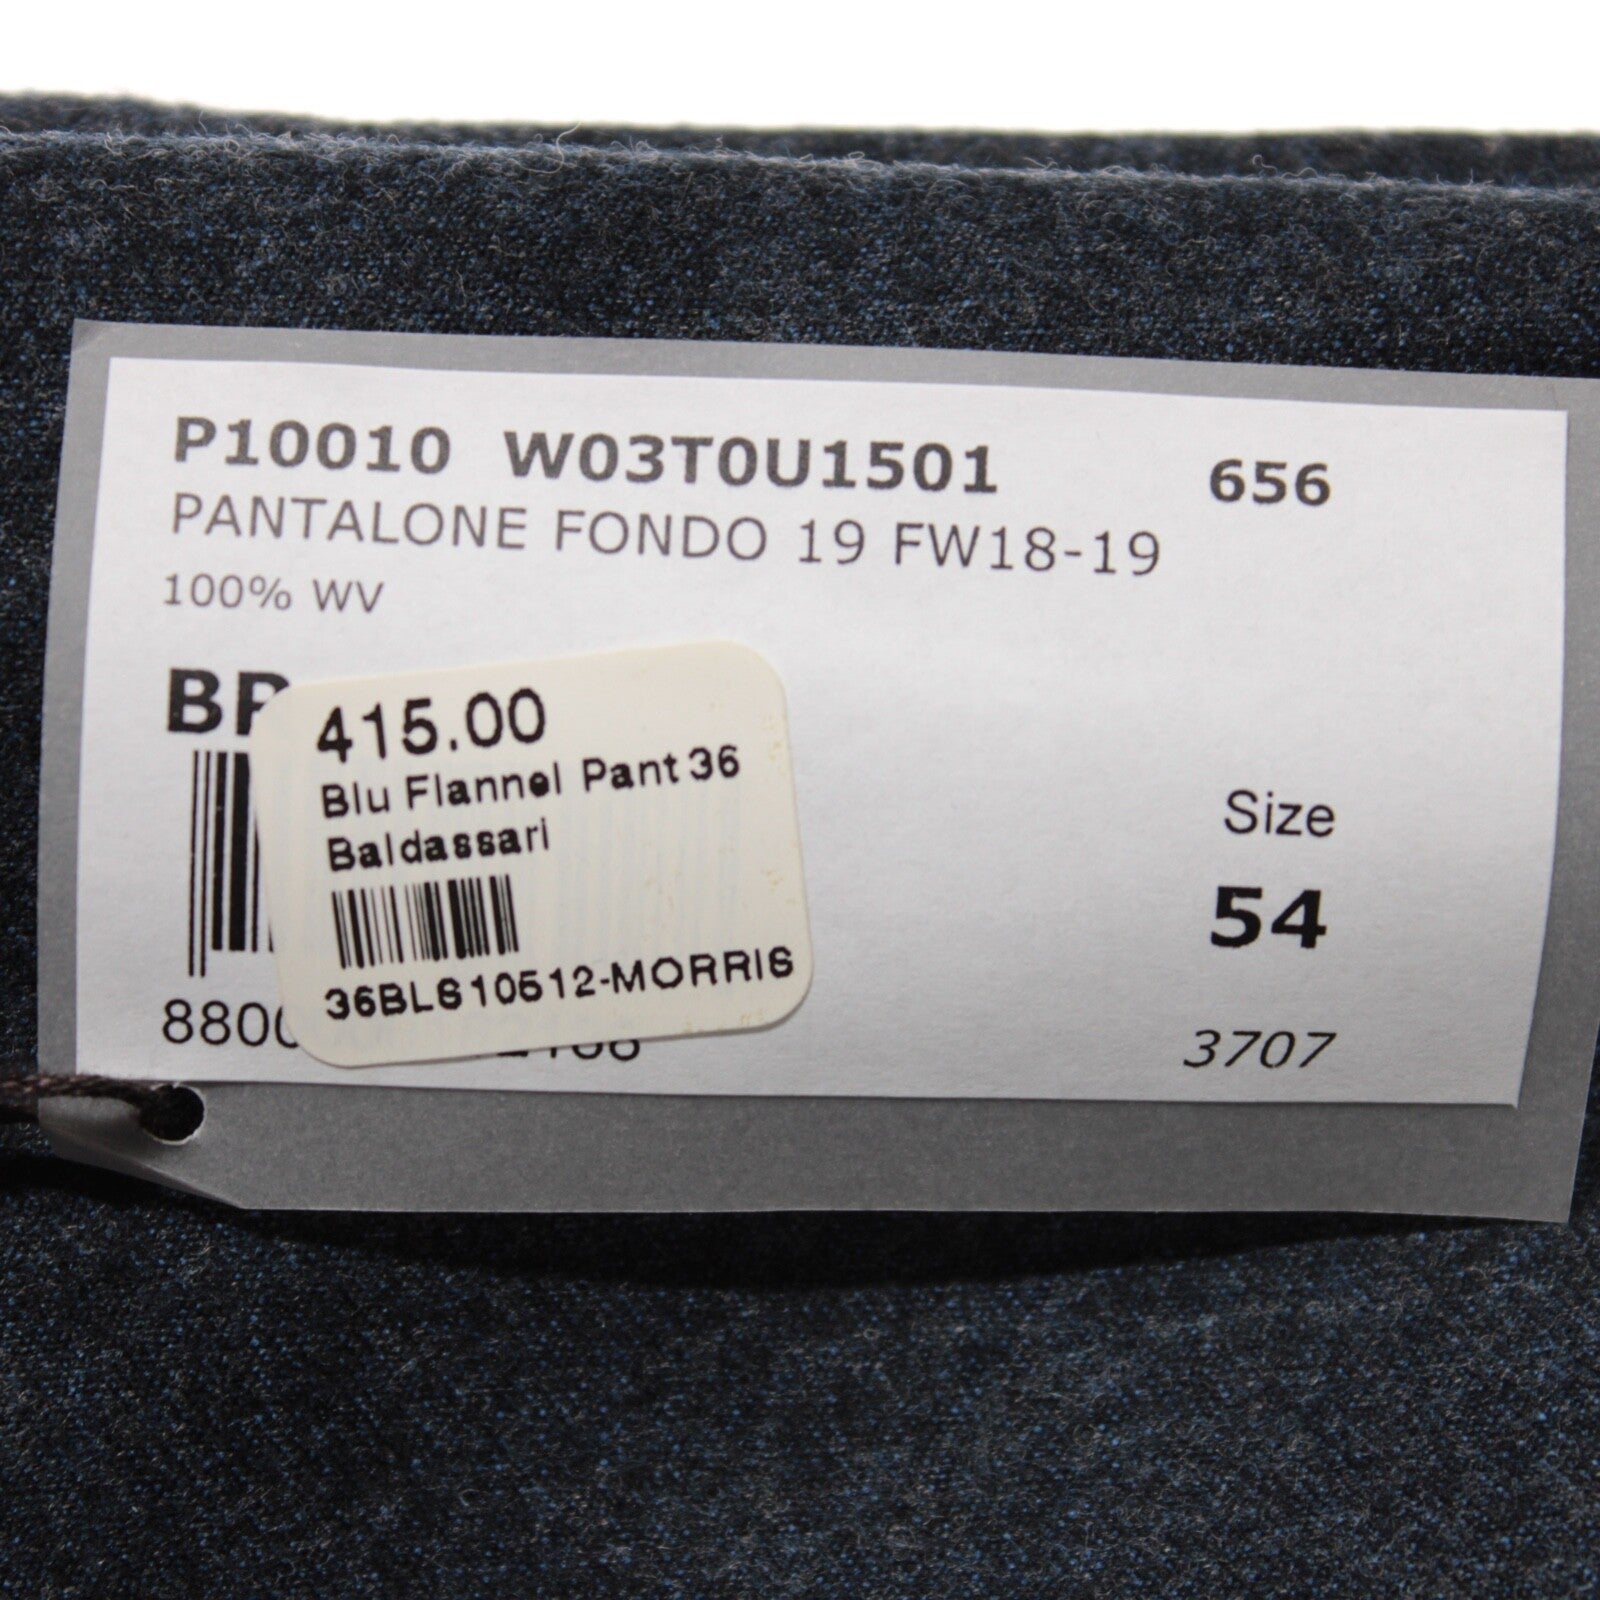 P10010 W03T0U1501 656
PANTALONE FONDO 19 FW18-19
100% WV
415.00
Blu Flannel Pant 36
Baldassari
36BLS10512-MORRIS
Size
54
3707